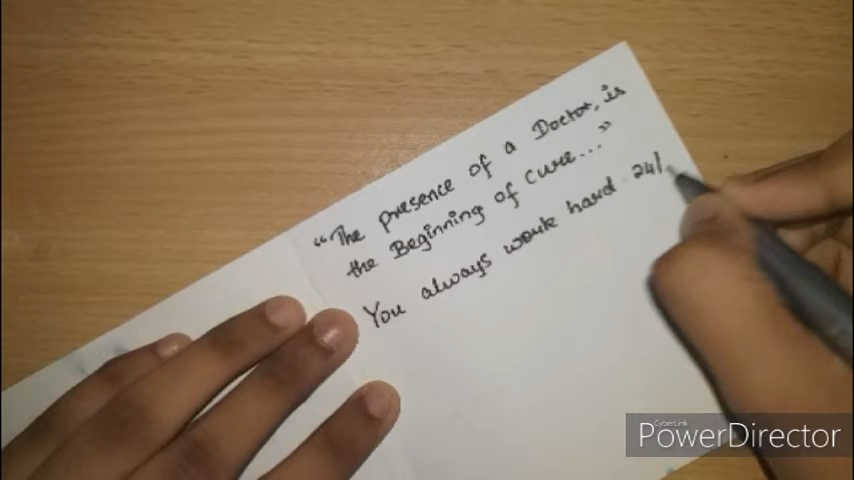 “The presence of a Doctor, is
the Beginning of cure...”
You always work hard 24/
CyberLink
PowerDirector